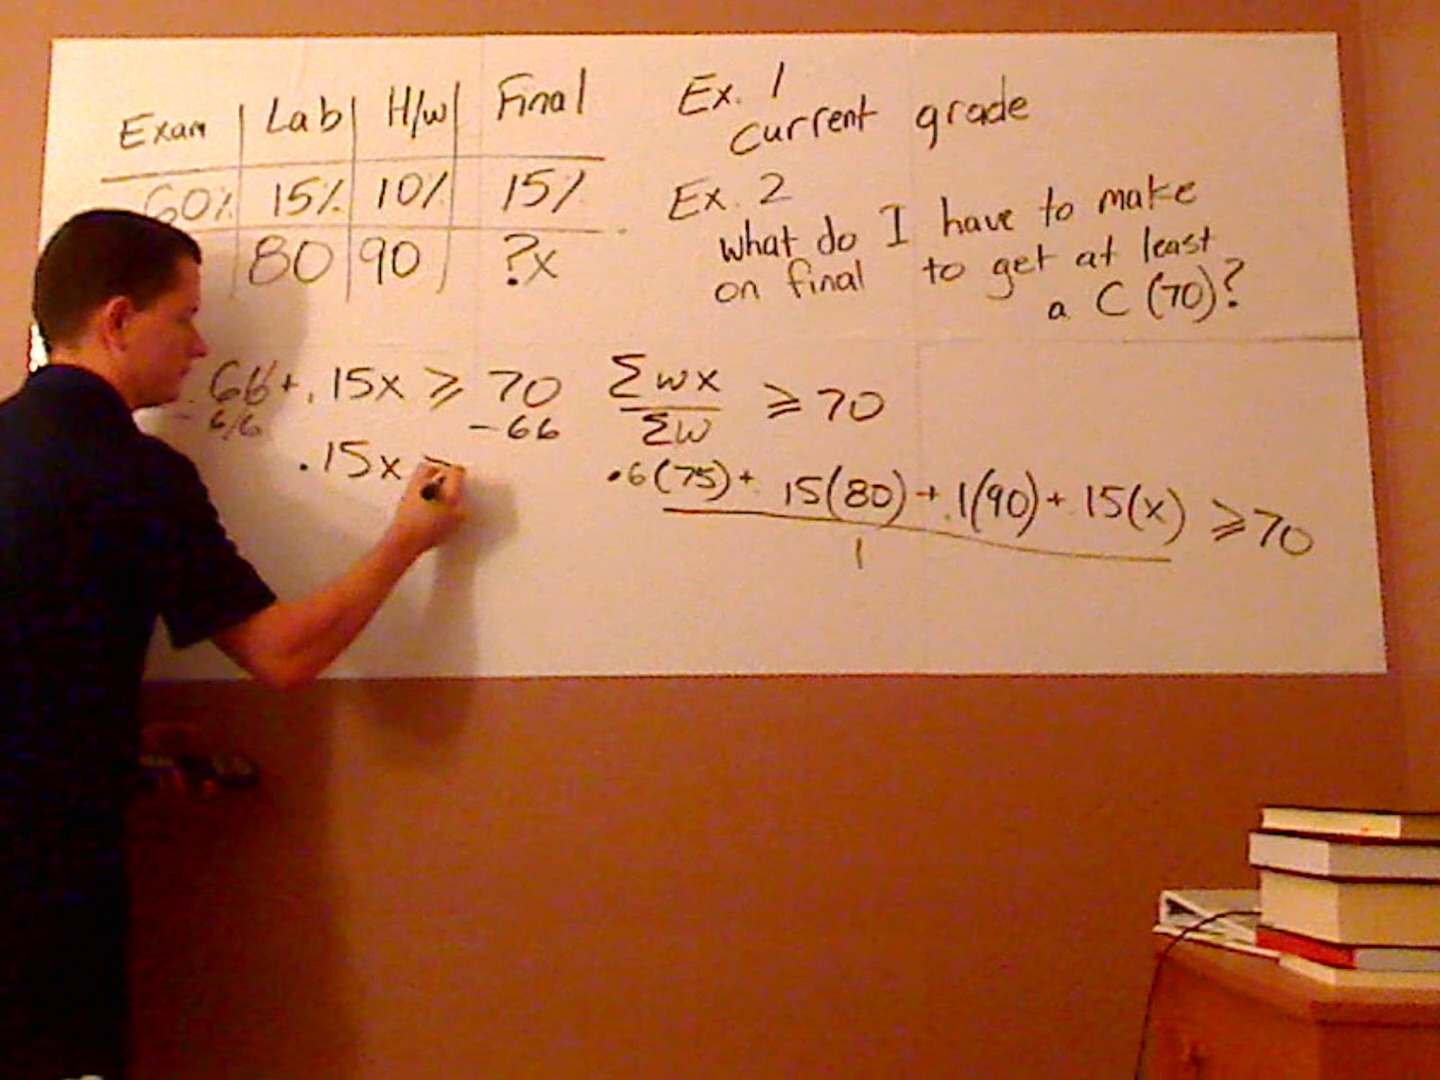 Exam Lab H/w Final
60% 15% 10% 15%
80 90 ?x
Ex. 1
current grade
Ex. 2
what do I have to make
on final to get at least
a C (70)?
66 + .15x ≥ 70
- 66 - 66
.15x ≥
Σwx
Σw
≥ 70
.6(75) + .15(80) + .1(90) + .15(x) ≥ 70
1